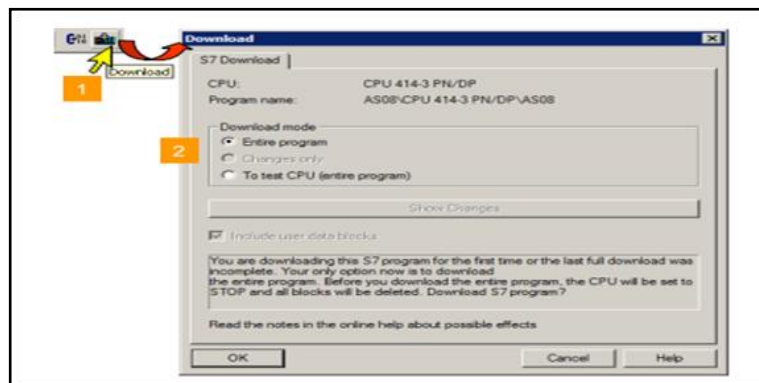 Download
Download
1
S7 Download
CPU: CPU 414-3 PN/DP
Program name: AS08\CPU 414-3 PN/DP\AS08
Download mode
2
Entire program
Changes only
To test CPU (entire program)
Show Changes
Include user data blocks
You are downloading this S7 program for the first time or the last full download was
incomplete. Your only option now is to download
the entire program. Before you download the entire program, the CPU will be set to
STOP and all blocks will be deleted. Download S7 program?
Read the notes in the online help about possible effects
OK Cancel Help